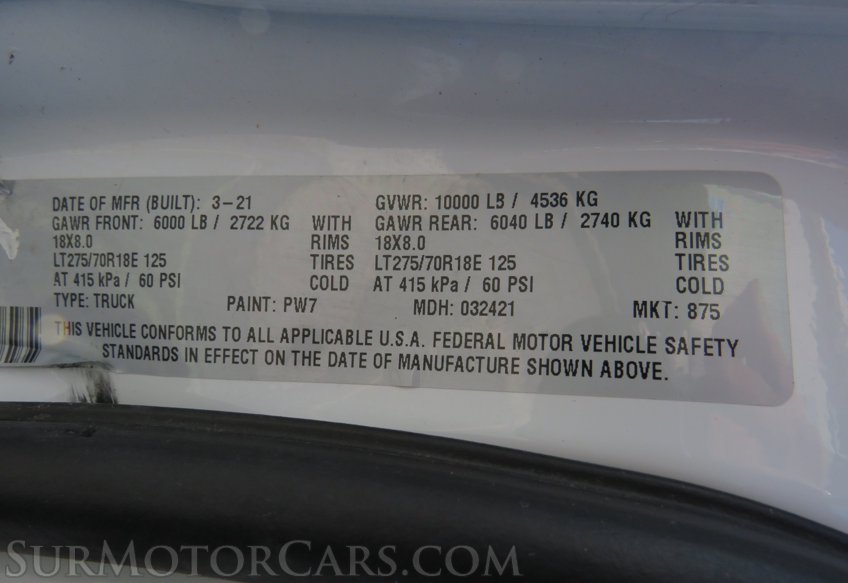 DATE OF MFR (BUILT): 3-21 GVWR: 10000 LB / 4536 KG
GAWR FRONT: 6000 LB / 2722 KG WITH GAWR REAR: 6040 LB / 2740 KG WITH
18X8.0 RIMS 18X8.0 RIMS
LT275/70R18E 125 TIRES LT275/70R18E 125 TIRES
AT 415 kPa / 60 PSI COLD AT 415 kPa / 60 PSI COLD
TYPE: TRUCK PAINT: PW7 MDH: 032421 MKT: 875
THIS VEHICLE CONFORMS TO ALL APPLICABLE U.S.A. FEDERAL MOTOR VEHICLE SAFETY
STANDARDS IN EFFECT ON THE DATE OF MANUFACTURE SHOWN ABOVE.
SURMOTORCARS.COM